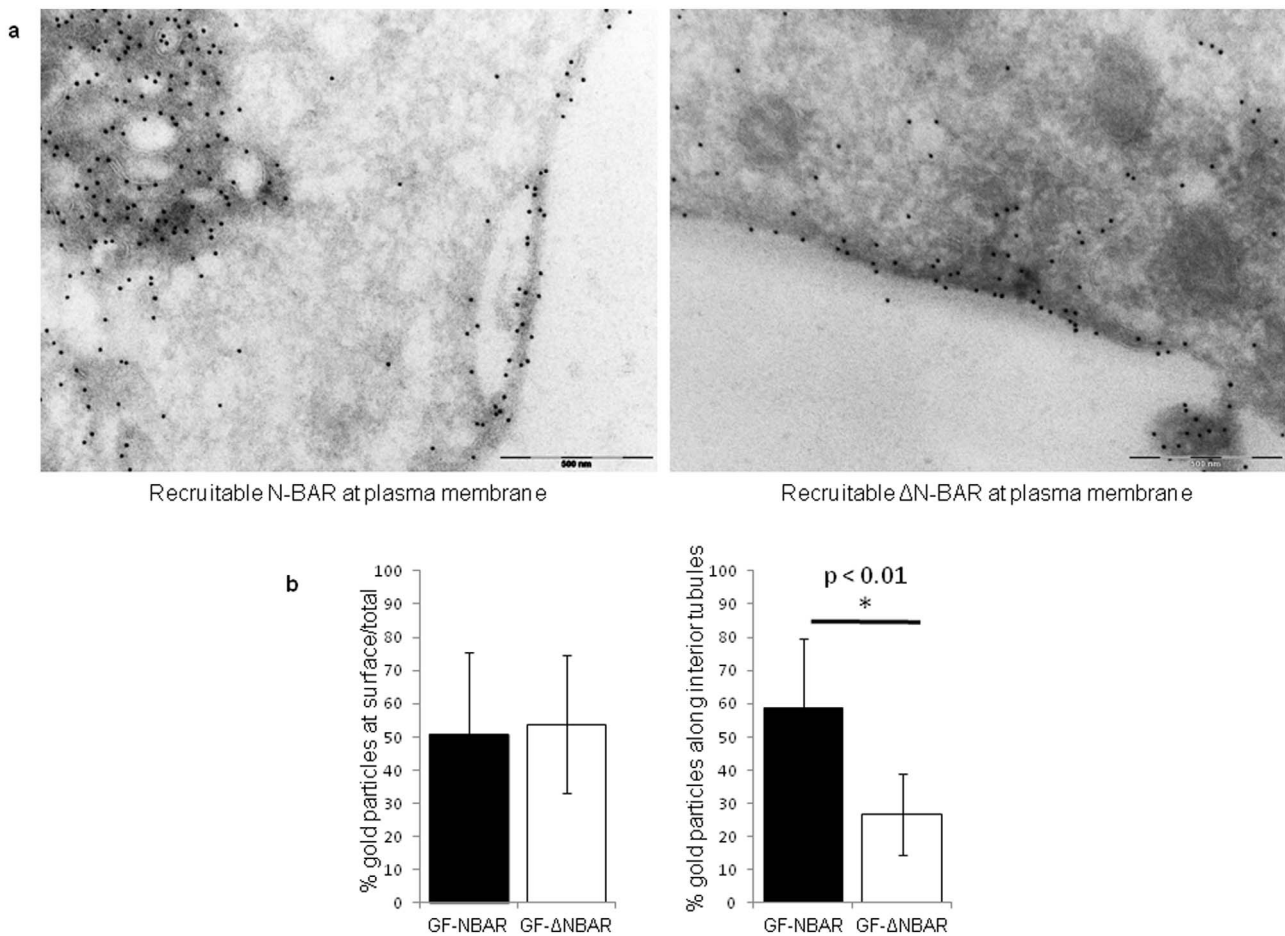 a
500 nm
500 nm
Recruitable N-BAR at plasma membrane
Recruitable ΔN-BAR at plasma membrane
b
% gold particles at surface/total
100
90
80
70
60
50
40
30
20
10
0
GF-NBAR
GF-ΔNBAR
% gold particles along interior tubules
100
90
80
70
60
50
40
30
20
10
0
p < 0.01
*
GF-NBAR
GF-ΔNBAR